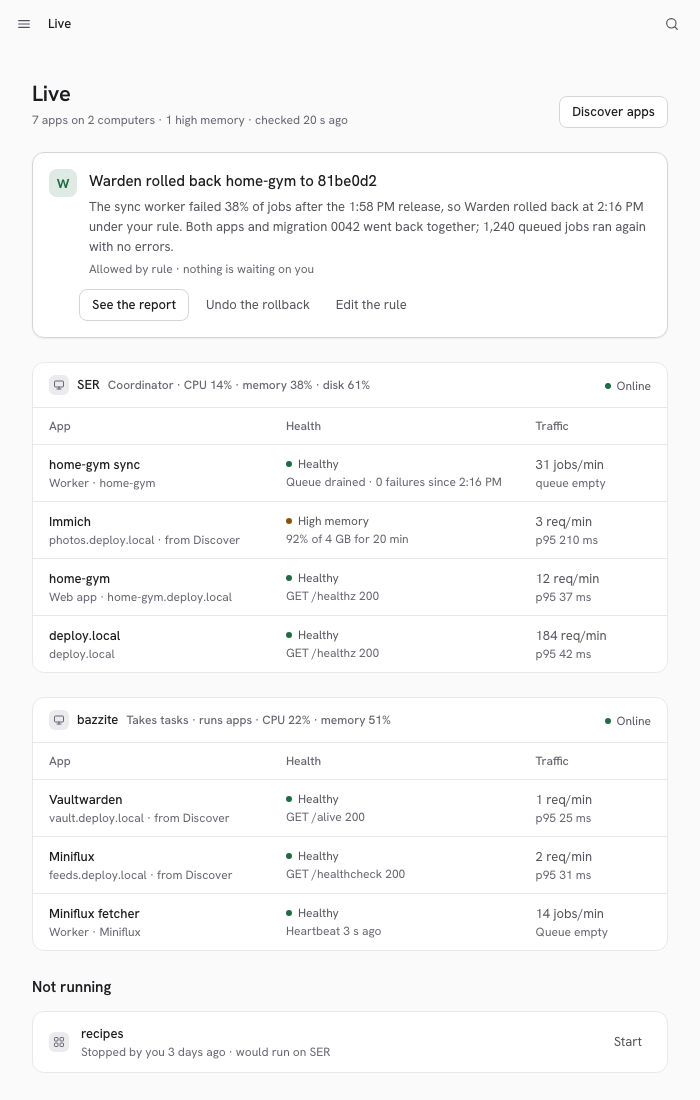 Live
Live
7 apps on 2 computers · 1 high memory · checked 20 s ago
Discover apps
W
Warden rolled back home-gym to 81be0d2
The sync worker failed 38% of jobs after the 1:58 PM release, so Warden rolled back at 2:16 PM
under your rule. Both apps and migration 0042 went back together; 1,240 queued jobs ran again
with no errors.
Allowed by rule · nothing is waiting on you
See the report Undo the rollback Edit the rule
SER Coordinator · CPU 14% · memory 38% · disk 61% Online
App Health Traffic
home-gym sync Healthy 31 jobs/min
Worker · home-gym Queue drained · 0 failures since 2:16 PM queue empty
Immich High memory 3 req/min
photos.deploy.local · from Discover 92% of 4 GB for 20 min p95 210 ms
home-gym Healthy 12 req/min
Web app · home-gym.deploy.local GET /healthz 200 p95 37 ms
deploy.local Healthy 184 req/min
deploy.local GET /healthz 200 p95 42 ms
bazzite Takes tasks · runs apps · CPU 22% · memory 51% Online
App Health Traffic
Vaultwarden Healthy 1 req/min
vault.deploy.local · from Discover GET /alive 200 p95 25 ms
Miniflux Healthy 2 req/min
feeds.deploy.local · from Discover GET /healthcheck 200 p95 31 ms
Miniflux fetcher Healthy 14 jobs/min
Worker · Miniflux Heartbeat 3 s ago Queue empty
Not running
recipes
Stopped by you 3 days ago · would run on SER
Start